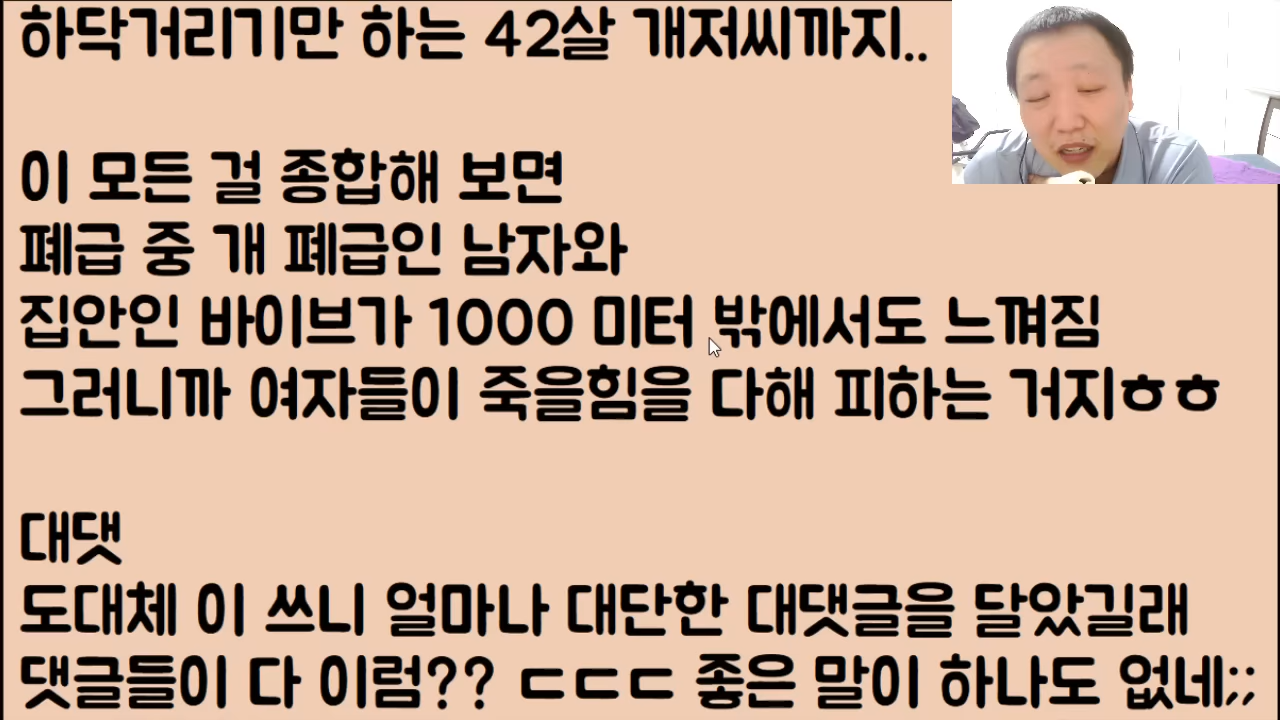 하닥거리기만 하는 42살 개저씨까지..
이 모든 걸 종합해 보면
폐급 중 개 폐급인 남자와
집안인 바이브가 1000 미터 밖에서도 느껴짐
그러니까 여자들이 죽을힘을 다해 피하는 거지ㅎㅎ
대댓
도대체 이 쓰니 얼마나 대단한 대댓글을 달았길래
댓글들이 다 이럼?? ㄷㄷㄷ 좋은 말이 하나도 없네;;